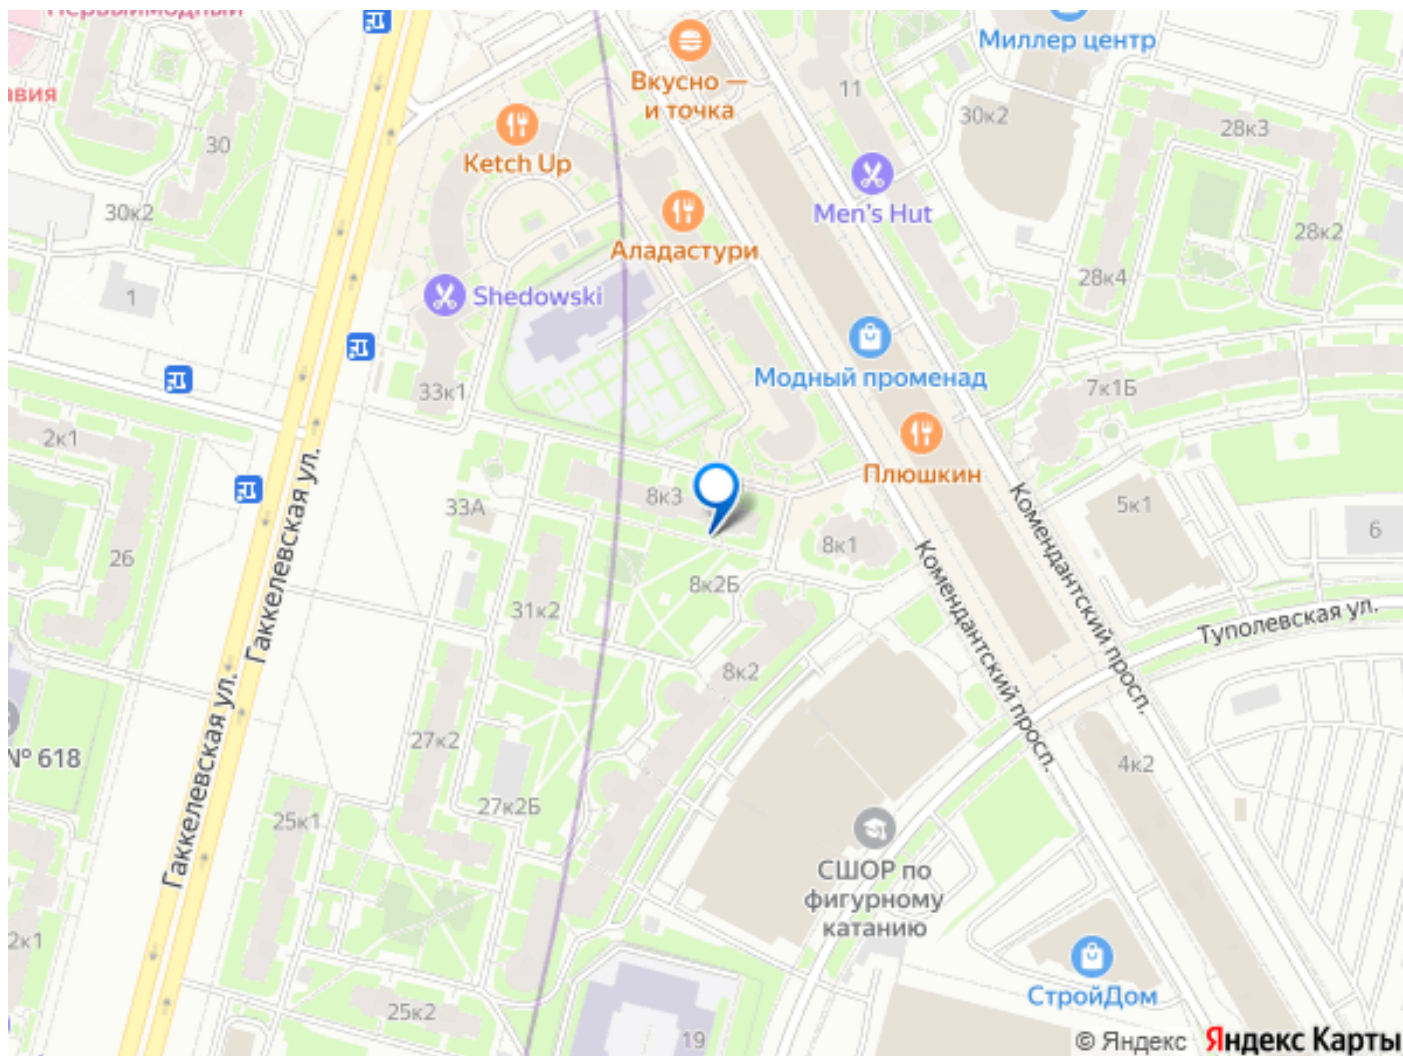 Первыймодный
Миллер центр
Вкусно —
и точка
11
авия
30к2
28к3
30
Ketch Up
30к2
Men's Hut
28к2
Аладастури
28к4
1
Shedowski
Модный променад
33к1
7к1Б
2к1
Плюшкин
8к3
33А
5к1
6
Комендантский просп.
Гаккелевская ул.
8к1
Комендантский просп.
26
8к2Б
31к2
Туполевская ул.
8к2
Гаккелевская ул.
27к2
№ 618
4к2
27к2Б
25к1
СШОР по
фигурному
катанию
2к1
СтройДом
25к2
19
© Яндекс Яндекс Карты